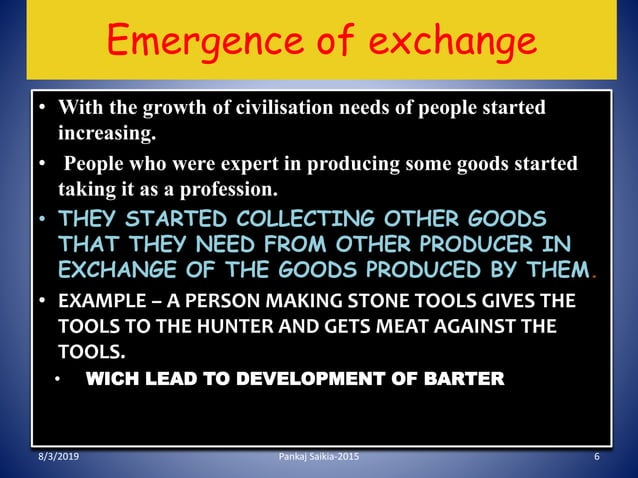 Emergence of exchange
• With the growth of civilisation needs of people started
increasing.
• People who were expert in producing some goods started
taking it as a profession.
• THEY STARTED COLLECTING OTHER GOODS
THAT THEY NEED FROM OTHER PRODUCER IN
EXCHANGE OF THE GOODS PRODUCED BY THEM.
• EXAMPLE – A PERSON MAKING STONE TOOLS GIVES THE
TOOLS TO THE HUNTER AND GETS MEAT AGAINST THE
TOOLS.
• WICH LEAD TO DEVELOPMENT OF BARTER
8/3/2019 Pankaj Saikia-2015 6